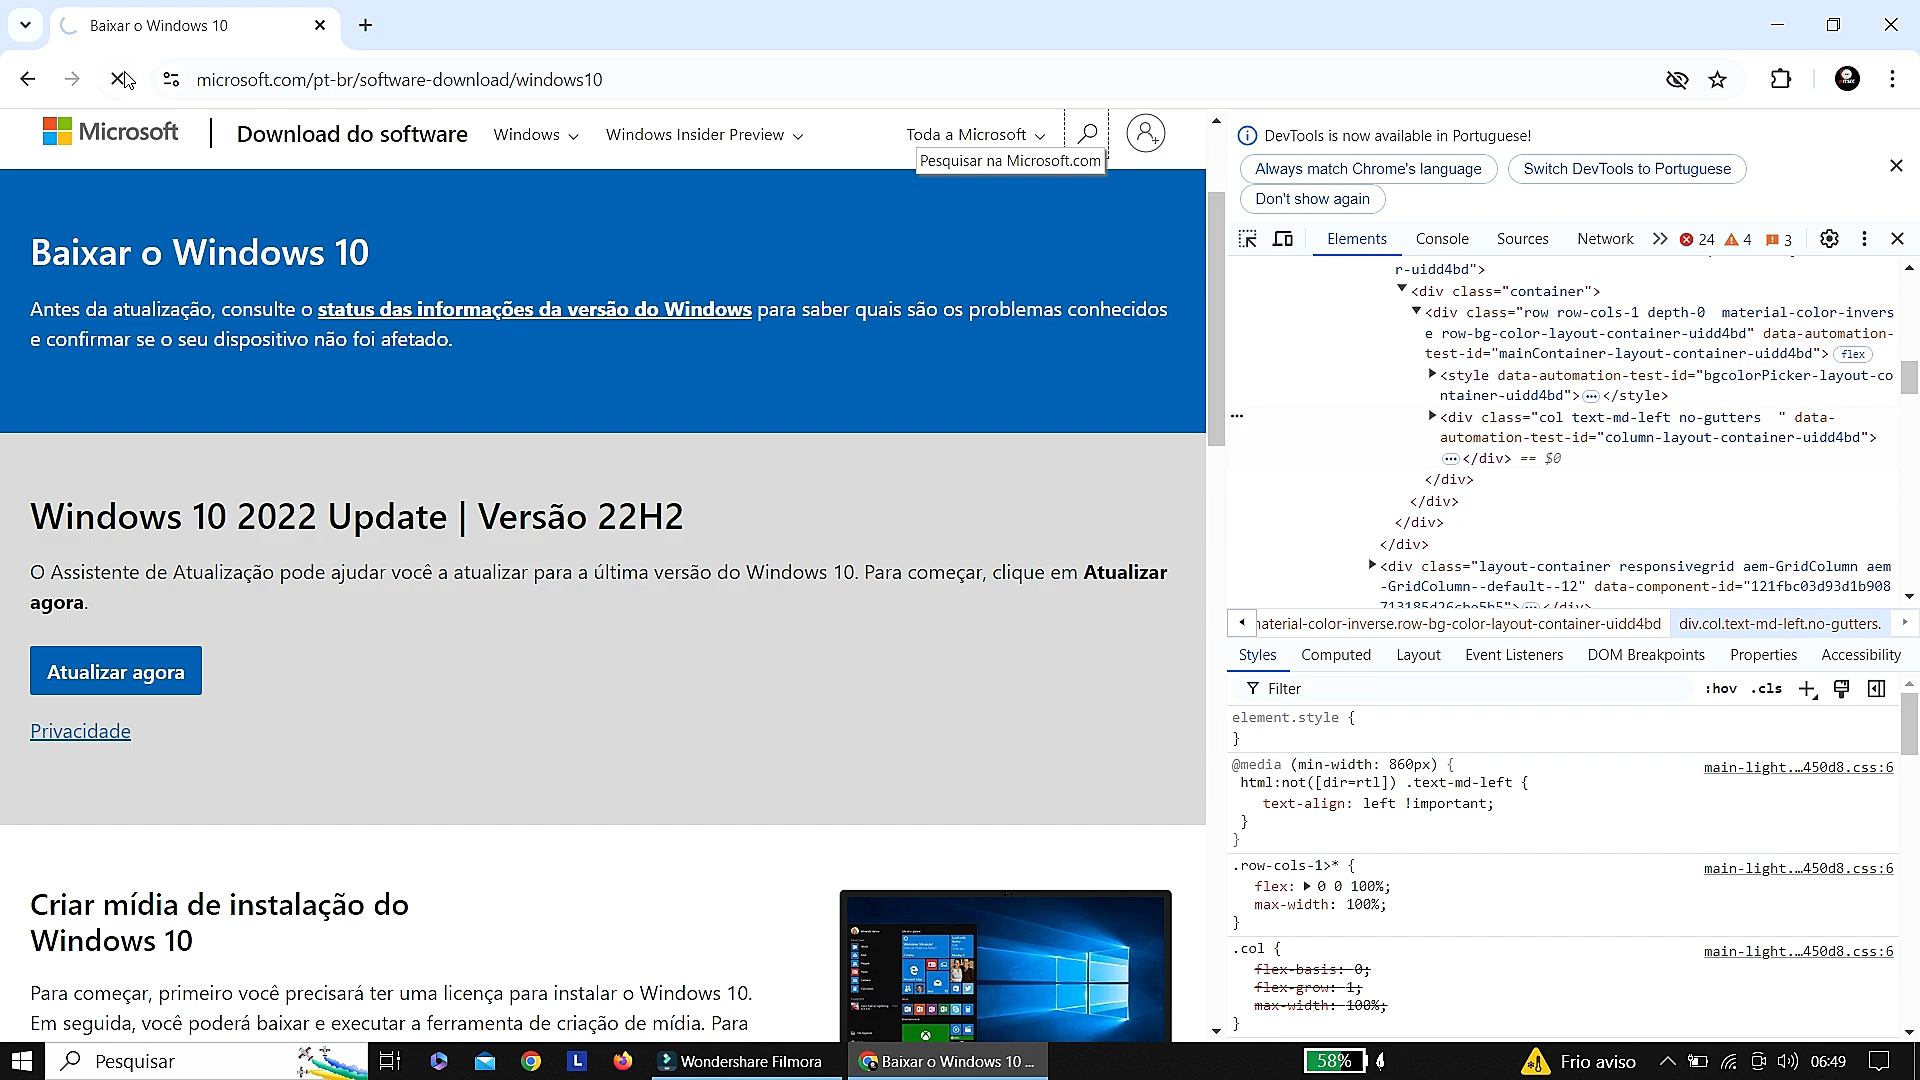 Baixar o Windows 10
microsoft.com/pt-br/software-download/windows10
Microsoft
Download do software
Windows
Windows Insider Preview
Toda a Microsoft
Pesquisar na Microsoft.com
Baixar o Windows 10
Antes da atualização, consulte o status das informações da versão do Windows para saber quais são os problemas conhecidos
e confirmar se o seu dispositivo não foi afetado.
Windows 10 2022 Update | Versão 22H2
O Assistente de Atualização pode ajudar você a atualizar para a última versão do Windows 10. Para começar, clique em Atualizar
agora.
Atualizar agora
Privacidade
Criar mídia de instalação do
Windows 10
Para começar, primeiro você precisará ter uma licença para instalar o Windows 10.
Em seguida, você poderá baixar e executar a ferramenta de criação de mídia. Para
DevTools is now available in Portuguese!
Always match Chrome's language
Switch DevTools to Portuguese
Don't show again
Elements
Console
Sources
Network
24
4
3
r-uidd4bd">
<div class="container">
<div class="row row-cols-1 depth-0  material-color-invers
e row-bg-color-layout-container-uidd4bd" data-automation-
test-id="mainContainer-layout-container-uidd4bd"> flex
<style data-automation-test-id="bgcolorPicker-layout-co
ntainer-uidd4bd">…</style>
<div class="col text-md-left no-gutters  " data-
automation-test-id="column-layout-container-uidd4bd">
…</div> == $0
</div>
</div>
</div>
</div>
<div class="layout-container responsivegrid aem-GridColumn aem
-GridColumn--default--12" data-component-id="121fbc03d93d1b908
713185d26cbe5b5">…</div>
material-color-inverse.row-bg-color-layout-container-uidd4bd
div.col.text-md-left.no-gutters.
Styles
Computed
Layout
Event Listeners
DOM Breakpoints
Properties
Accessibility
Filter
:hov .cls
element.style {
}
@media (min-width: 860px) {
html:not([dir=rtl]) .text-md-left {
main-light…450d8.css:6
text-align: left !important;
}
}
.row-cols-1>* {
main-light…450d8.css:6
flex: 0 0 100%;
max-width: 100%;
}
.col {
main-light…450d8.css:6
flex-basis: 0;
flex-grow: 1;
max-width: 100%;
}
Pesquisar
Wondershare Filmora
Baixar o Windows 10 ...
58%
Frio aviso
06:49